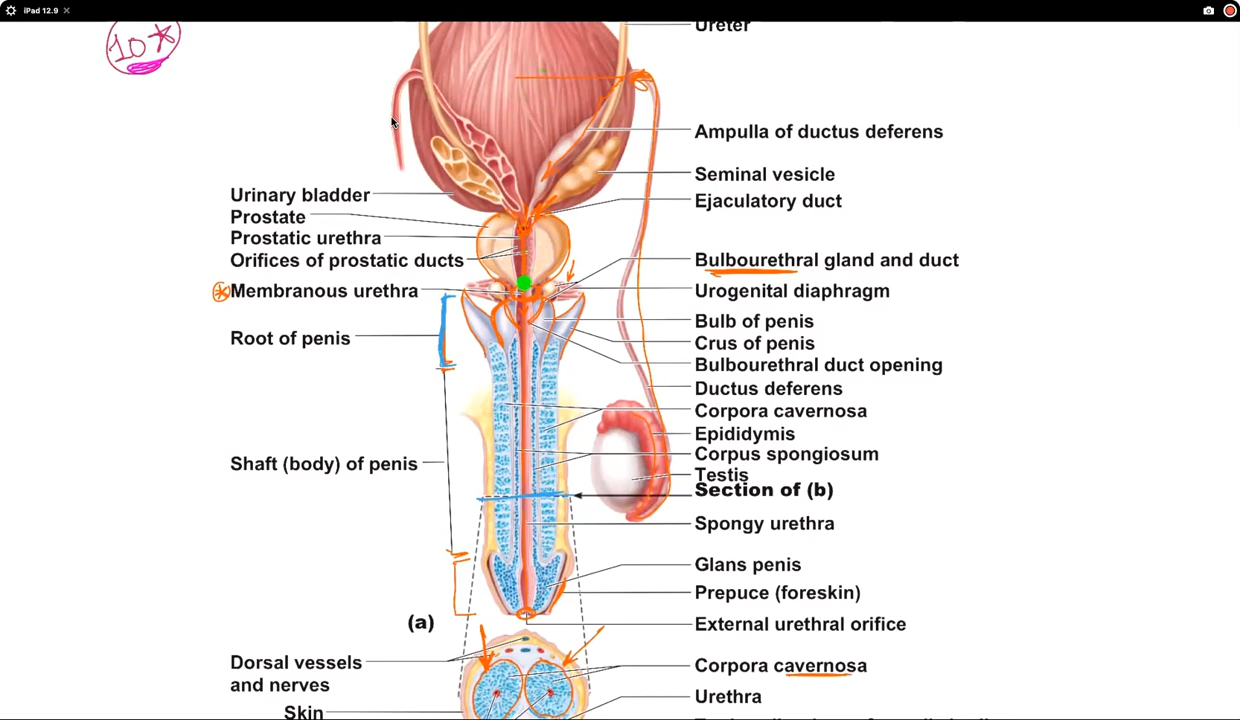 iPad 12.9
10*
Ureter
Ampulla of ductus deferens
Seminal vesicle
Urinary bladder
Ejaculatory duct
Prostate
Prostatic urethra
Orifices of prostatic ducts
Bulbourethral gland and duct
*Membranous urethra
Urogenital diaphragm
Bulb of penis
Root of penis
Crus of penis
Bulbourethral duct opening
Ductus deferens
Corpora cavernosa
Epididymis
Corpus spongiosum
Shaft (body) of penis
Testis
Section of (b)
Spongy urethra
Glans penis
Prepuce (foreskin)
(a)
External urethral orifice
Dorsal vessels
and nerves
Corpora cavernosa
Urethra
Skin